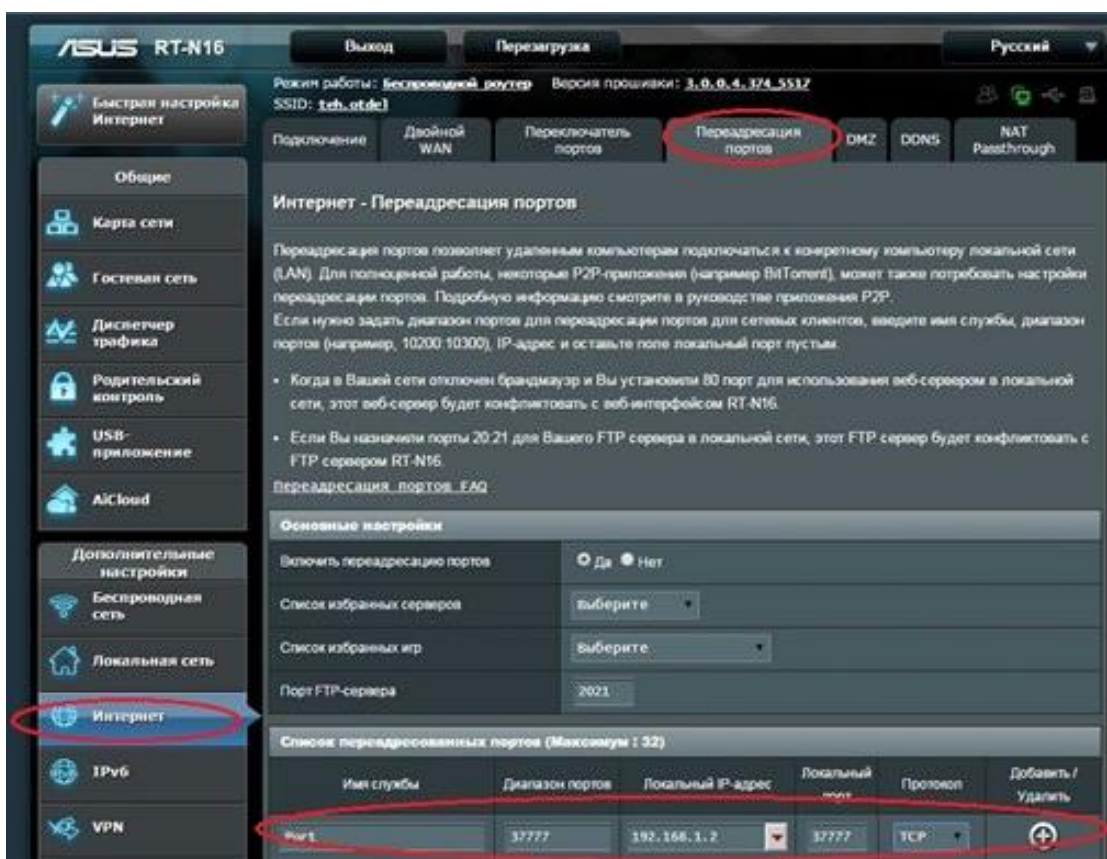 ASUS RT-N16
Выход
Перезагрузка
Русский
Режим работы: Беспроводной роутер Версия прошивки: 3.0.0.4.374_5517
SSID: teh.otdel
Быстрая настройка
Интернет
Подключение
Двойной
WAN
Переключатель
портов
Переадресация
портов
DMZ
DDNS
NAT
Passthrough
Общие
Карта сети
Гостевая сеть
Диспетчер
трафика
Родительский
контроль
USB-
приложение
AiCloud
Дополнительные
настройки
Беспроводная
сеть
Локальная сеть
Интернет
IPv6
VPN
Интернет - Переадресация портов
Переадресация портов позволяет удаленным компьютерам подключаться к конкретному компьютеру локальной сети
(LAN). Для полноценной работы, некоторые P2P-приложения (например BitTorrent), может также потребовать настройки
переадресации портов. Подробную информацию смотрите в руководстве приложения P2P.
Если нужно задать диапазон портов для переадресации портов для сетевых клиентов, введите имя службы, диапазон
портов (например, 10200:10300), IP-адрес и оставьте поле локальный порт пустым.
• Когда в Вашей сети отключен брандмауэр и Вы установили 80 порт для использования веб-сервером в локальной
сети, этот веб-сервер будет конфликтовать с веб-интерфейсом RT-N16.
• Если Вы назначили порты 20:21 для Вашего FTP сервера в локальной сети, этот FTP сервер будет конфликтовать с
FTP сервером RT-N16.
Переадресация портов FAQ
Основные настройки
Включить переадресацию портов Да Нет
Список избранных серверов Выберите
Список избранных игр Выберите
Порт FTP-сервера 2021
Список переадресованных портов (Максимум : 32)
Имя службы
Диапазон портов
Локальный IP-адрес
Локальный
порт
Протокол
Добавить /
Удалить
Port 37777 192.168.1.2 37777 TCP